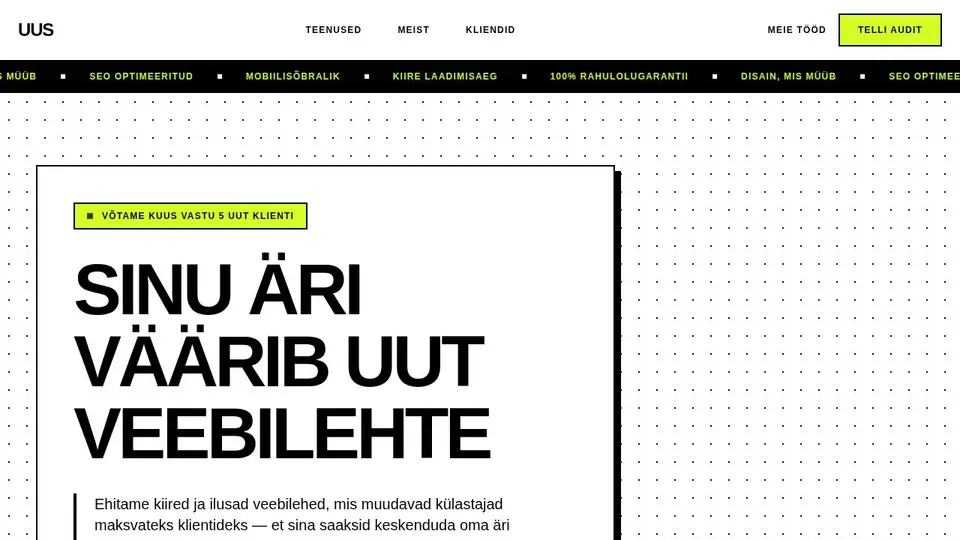 UUS
TEENUSED MEIST KLIENDID
MEIE TÖÖD TELLI AUDIT
MÜÜB SEO OPTIMEERITUD MOBIILISÕBRALIK KIIRE LAADIMISAEG 100% RAHULOLUGARANTII DISAIN, MIS MÜÜB SEO
VÕTAME KUUS VASTU 5 UUT KLIENTI
SINU ÄRI
VÄÄRIB UUT
VEEBILEHTE
Ehitame kiired ja ilusad veebilehed, mis muudavad külastajad
maksvateks klientideks — et sina saaksid keskenduda oma äri